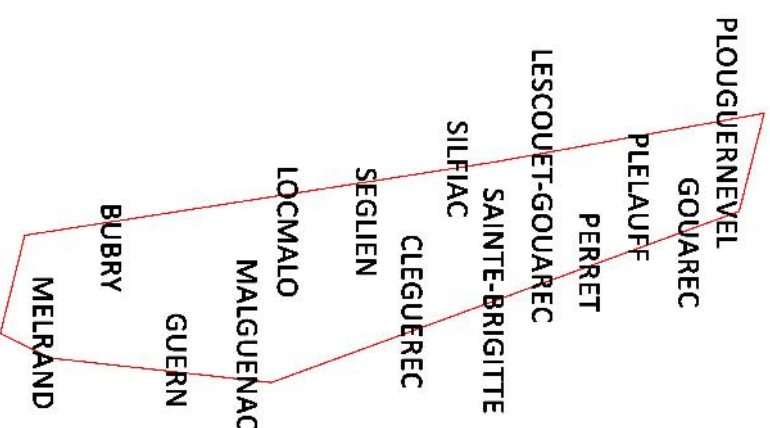 PLOUGUERNEVEL
GOUAREC
PLELAUFF
PERRET
LESCOUET-GOUAREC
SAINTE-BRIGITTE
SILFIAC
CLEGUEREC
SEGLIEN
LOCMALO
MALGUENAC
GUERN
BUBRY
MELRAND